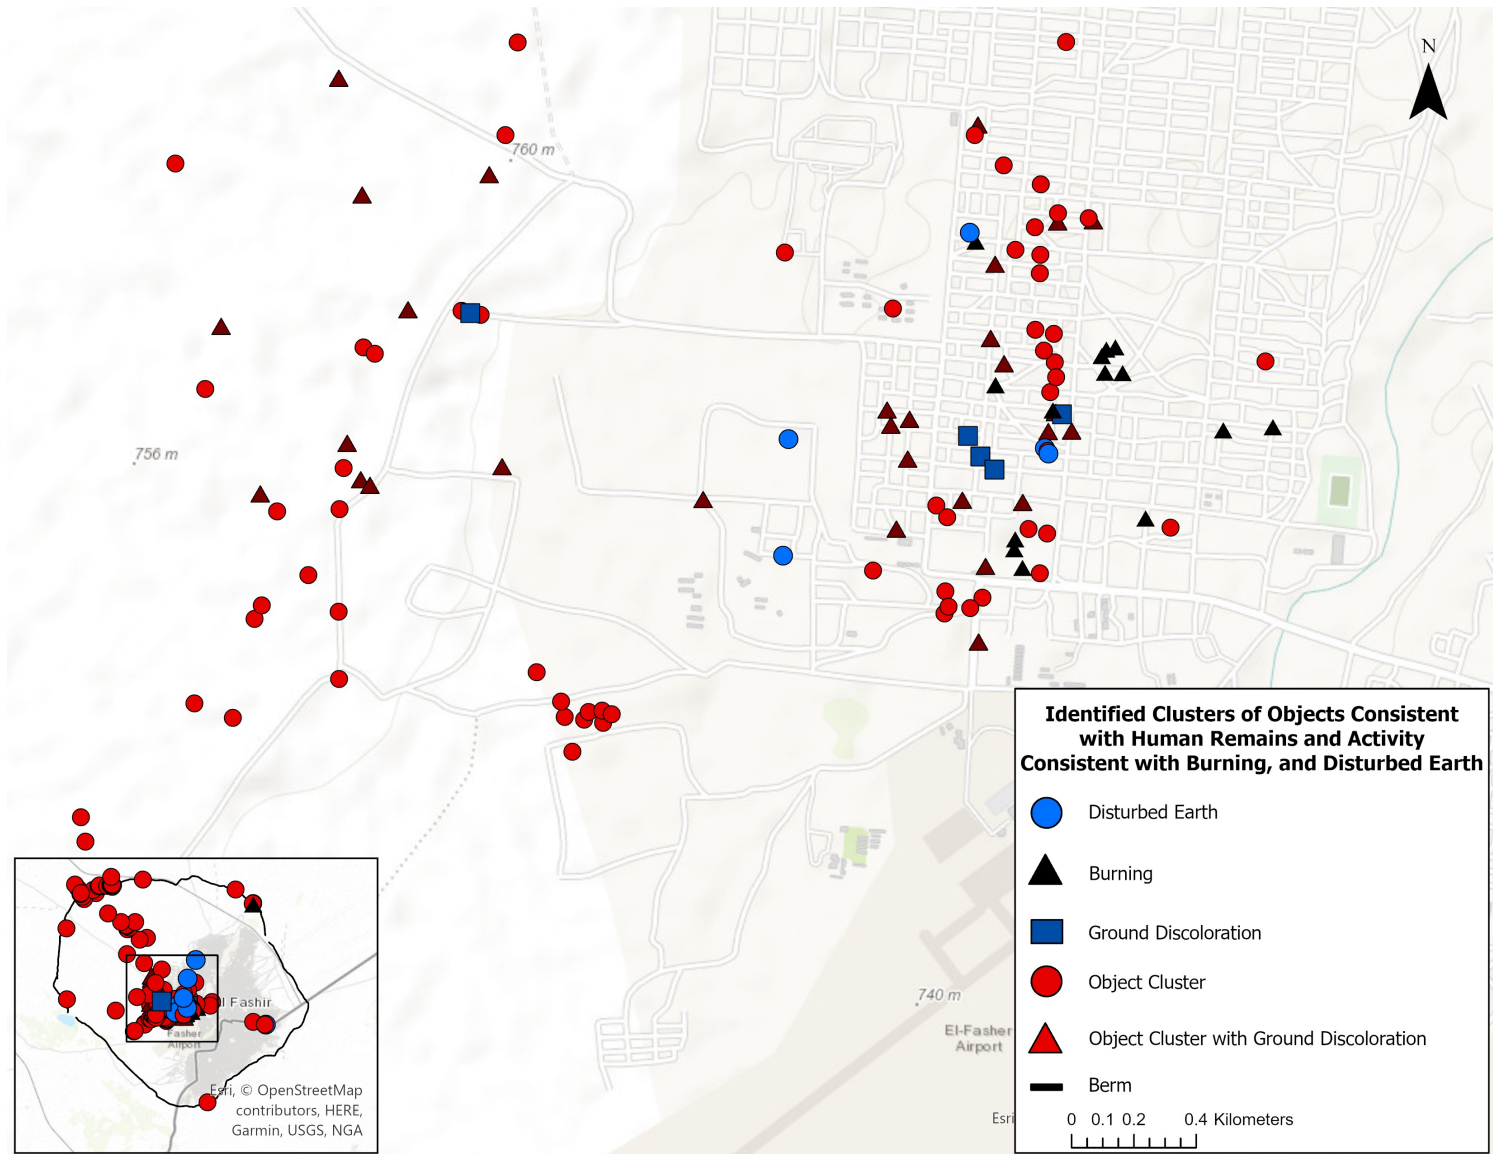 N
760 m
756 m
Identified Clusters of Objects Consistent
with Human Remains and Activity
Consistent with Burning, and Disturbed Earth
Disturbed Earth
Burning
Ground Discoloration
Object Cluster
Object Cluster with Ground Discoloration
Berm
0 0.1 0.2 0.4 Kilometers
740 m
El-Fasher
Airport
Esri
l Fashir
Fasher
Airport
Esri, © OpenStreetMap
contributors, HERE,
Garmin, USGS, NGA